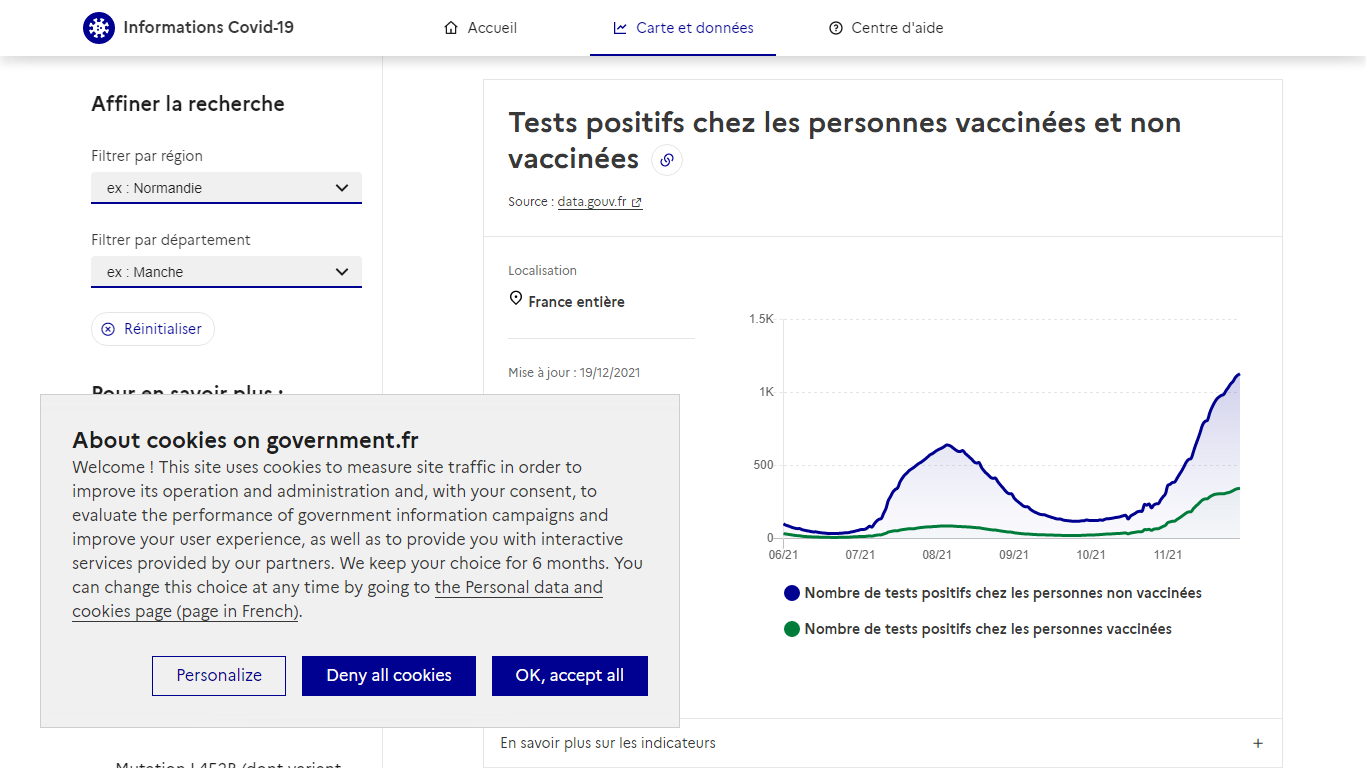 Informations Covid-19
Accueil
Carte et données
Centre d'aide
Affiner la recherche
Filtrer par région
ex : Normandie
Filtrer par département
ex : Manche
Réinitialiser
Pour en savoir plus :
Tests positifs chez les personnes vaccinées et non
vaccinées
Source : data.gouv.fr
Localisation
France entière
Mise à jour : 19/12/2021
1.5K
1K
500
0
06/21 07/21 08/21 09/21 10/21 11/21
Nombre de tests positifs chez les personnes non vaccinées
Nombre de tests positifs chez les personnes vaccinées
About cookies on government.fr
Welcome ! This site uses cookies to measure site traffic in order to
improve its operation and administration and, with your consent, to
evaluate the performance of government information campaigns and
improve your user experience, as well as to provide you with interactive
services provided by our partners. We keep your choice for 6 months. You
can change this choice at any time by going to the Personal data and
cookies page (page in French).
Personalize
Deny all cookies
OK, accept all
En savoir plus sur les indicateurs
+
Mutation L452R (dont varient